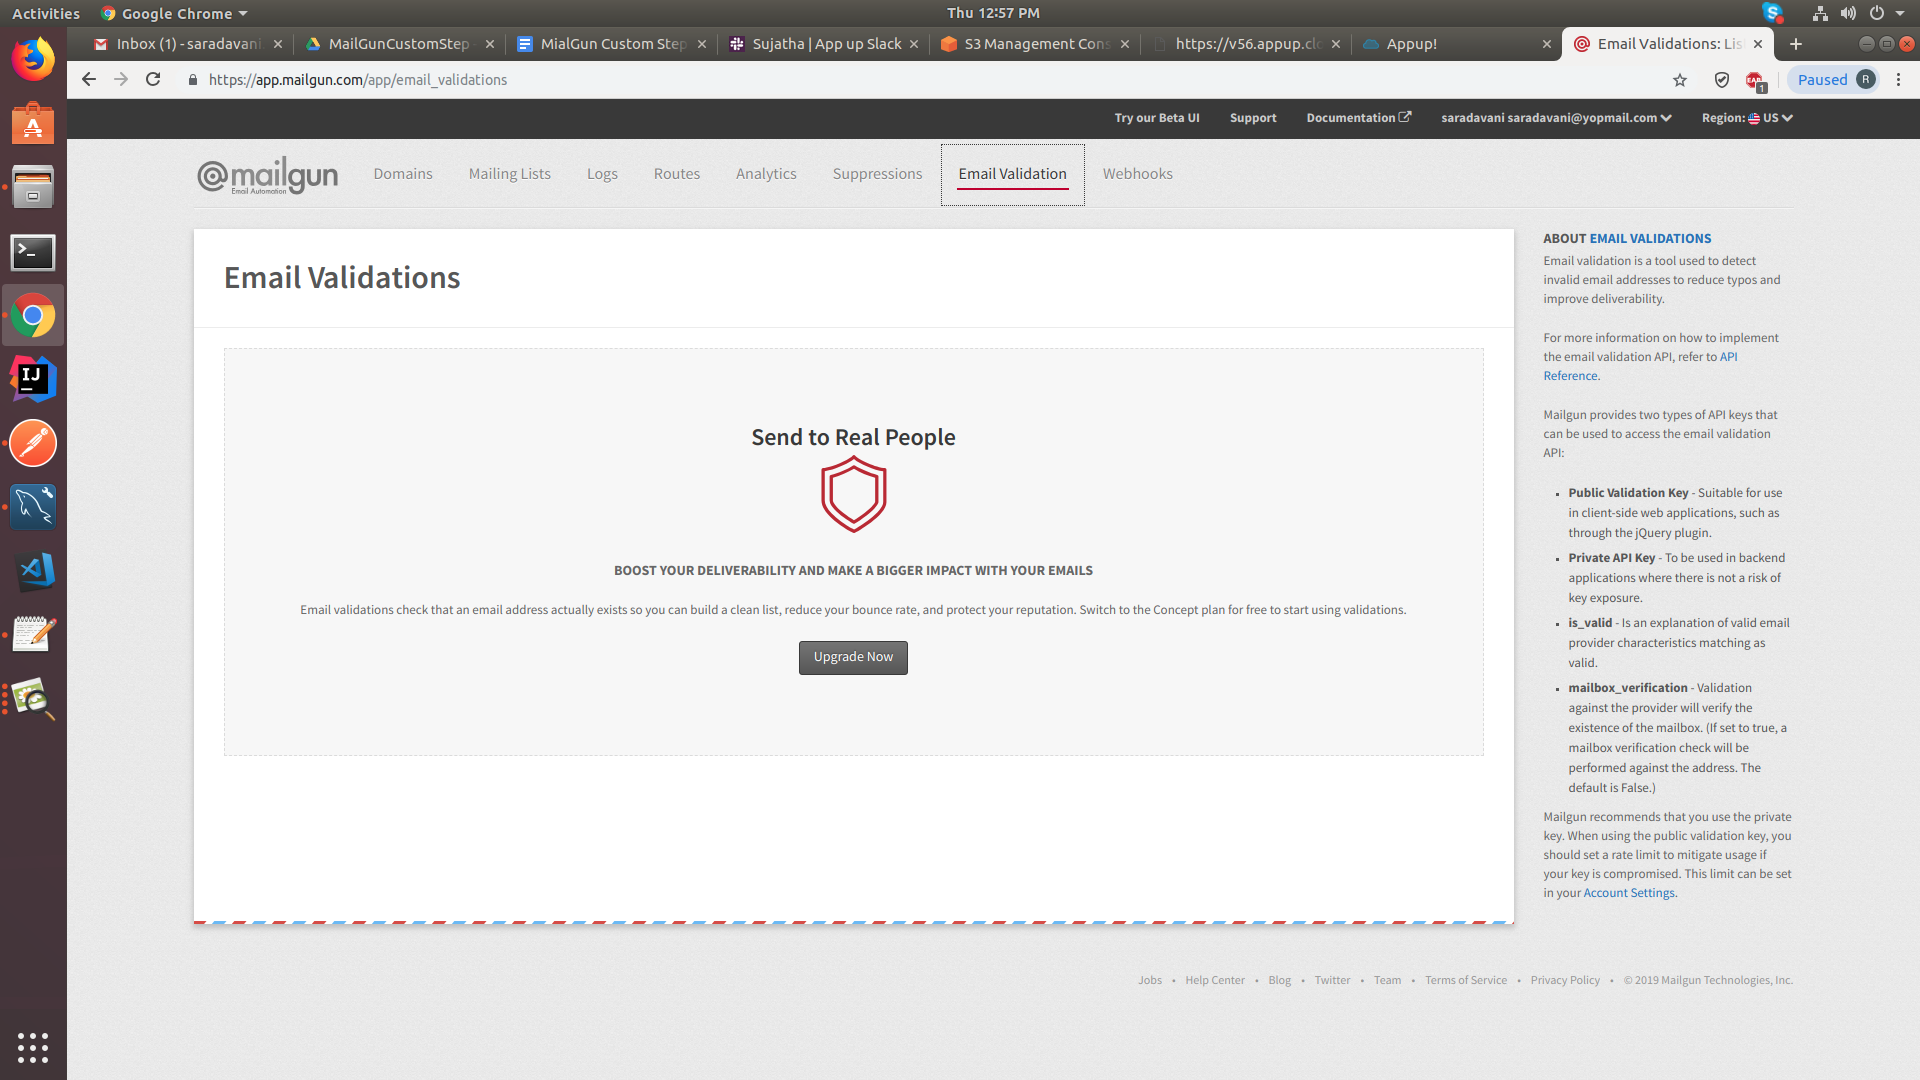 Activities
Google Chrome
Thu 12:57 PM
Inbox (1) - saradavani
MailGunCustomStep
MialGun Custom Step
Sujatha | App up Slack
S3 Management Cons
https://v56.appup.clo
Appup!
Email Validations: Lis
https://app.mailgun.com/app/email_validations
1
Paused
R
Try our Beta UI
Support
Documentation
saradavani saradavani@yopmail.com
Region: US
@mailgun
Email Automation
Domains
Mailing Lists
Logs
Routes
Analytics
Suppressions
Email Validation
Webhooks
Email Validations
Send to Real People
BOOST YOUR DELIVERABILITY AND MAKE A BIGGER IMPACT WITH YOUR EMAILS
Email validations check that an email address actually exists so you can build a clean list, reduce your bounce rate, and protect your reputation. Switch to the Concept plan for free to start using validations.
Upgrade Now
ABOUT EMAIL VALIDATIONS
Email validation is a tool used to detect
invalid email addresses to reduce typos and
improve deliverability.
For more information on how to implement
the email validation API, refer to API
Reference.
Mailgun provides two types of API keys that
can be used to access the email validation
API:
Public Validation Key - Suitable for use
in client-side web applications, such as
through the jQuery plugin.
Private API Key - To be used in backend
applications where there is not a risk of
key exposure.
is_valid - Is an explanation of valid email
provider characteristics matching as
valid.
mailbox_verification - Validation
against the provider will verify the
existence of the mailbox. (If set to true, a
mailbox verification check will be
performed against the address. The
default is False.)
Mailgun recommends that you use the private
key. When using the public validation key, you
should set a rate limit to mitigate usage if
your key is compromised. This limit can be set
in your Account Settings.
Jobs • Help Center • Blog • Twitter • Team • Terms of Service • Privacy Policy • © 2019 Mailgun Technologies, Inc.
IJ